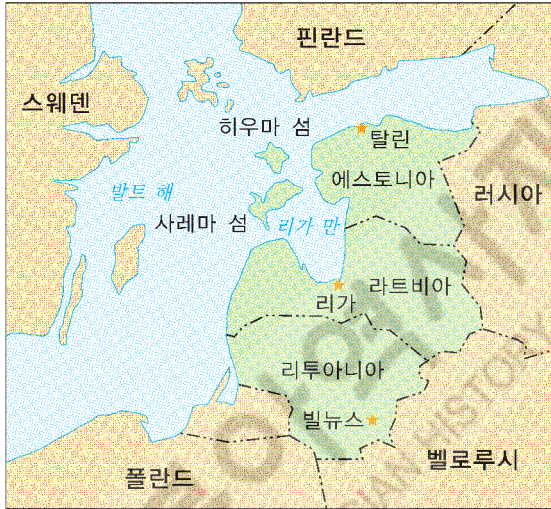 핀란드
스웨덴
히우마 섬
탈린
에스토니아
러시아
발트 해
사레마 섬
리가 만
라트비아
리가
리투아니아
빌뉴스
벨로루시
폴란드